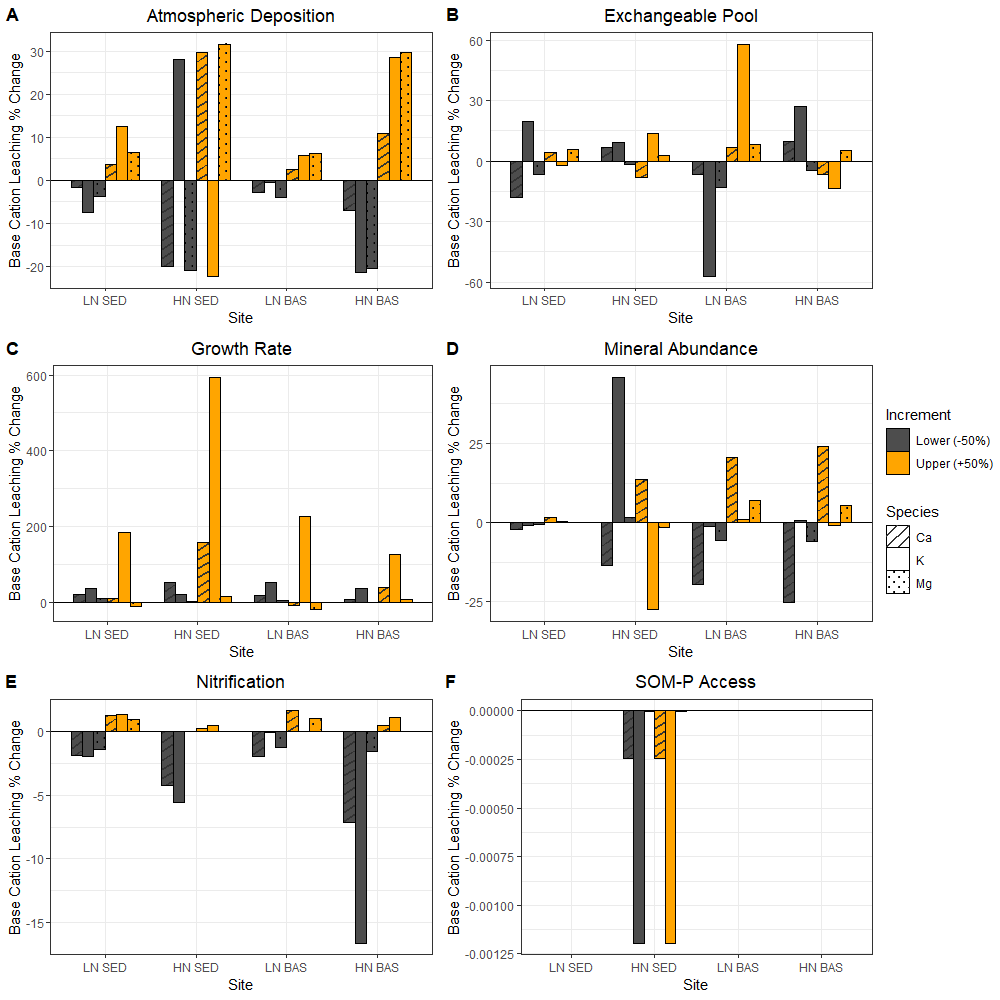 A Atmospheric Deposition
Base Cation Leaching % Change
30
20
10
0
-10
-20
LN SED HN SED LN BAS HN BAS
Site
B Exchangeable Pool
Base Cation Leaching % Change
60
30
0
-30
-60
LN SED HN SED LN BAS HN BAS
Site
C Growth Rate
Base Cation Leaching % Change
600
400
200
0
LN SED HN SED LN BAS HN BAS
Site
D Mineral Abundance
Base Cation Leaching % Change
25
0
-25
LN SED HN SED LN BAS HN BAS
Site
Increment
Lower (-50%)
Upper (+50%)
Species
Ca
K
Mg
E Nitrification
Base Cation Leaching % Change
0
-5
-10
-15
LN SED HN SED LN BAS HN BAS
Site
F SOM-P Access
Base Cation Leaching % Change
0.00000
-0.00025
-0.00050
-0.00075
-0.00100
-0.00125
LN SED HN SED LN BAS HN BAS
Site